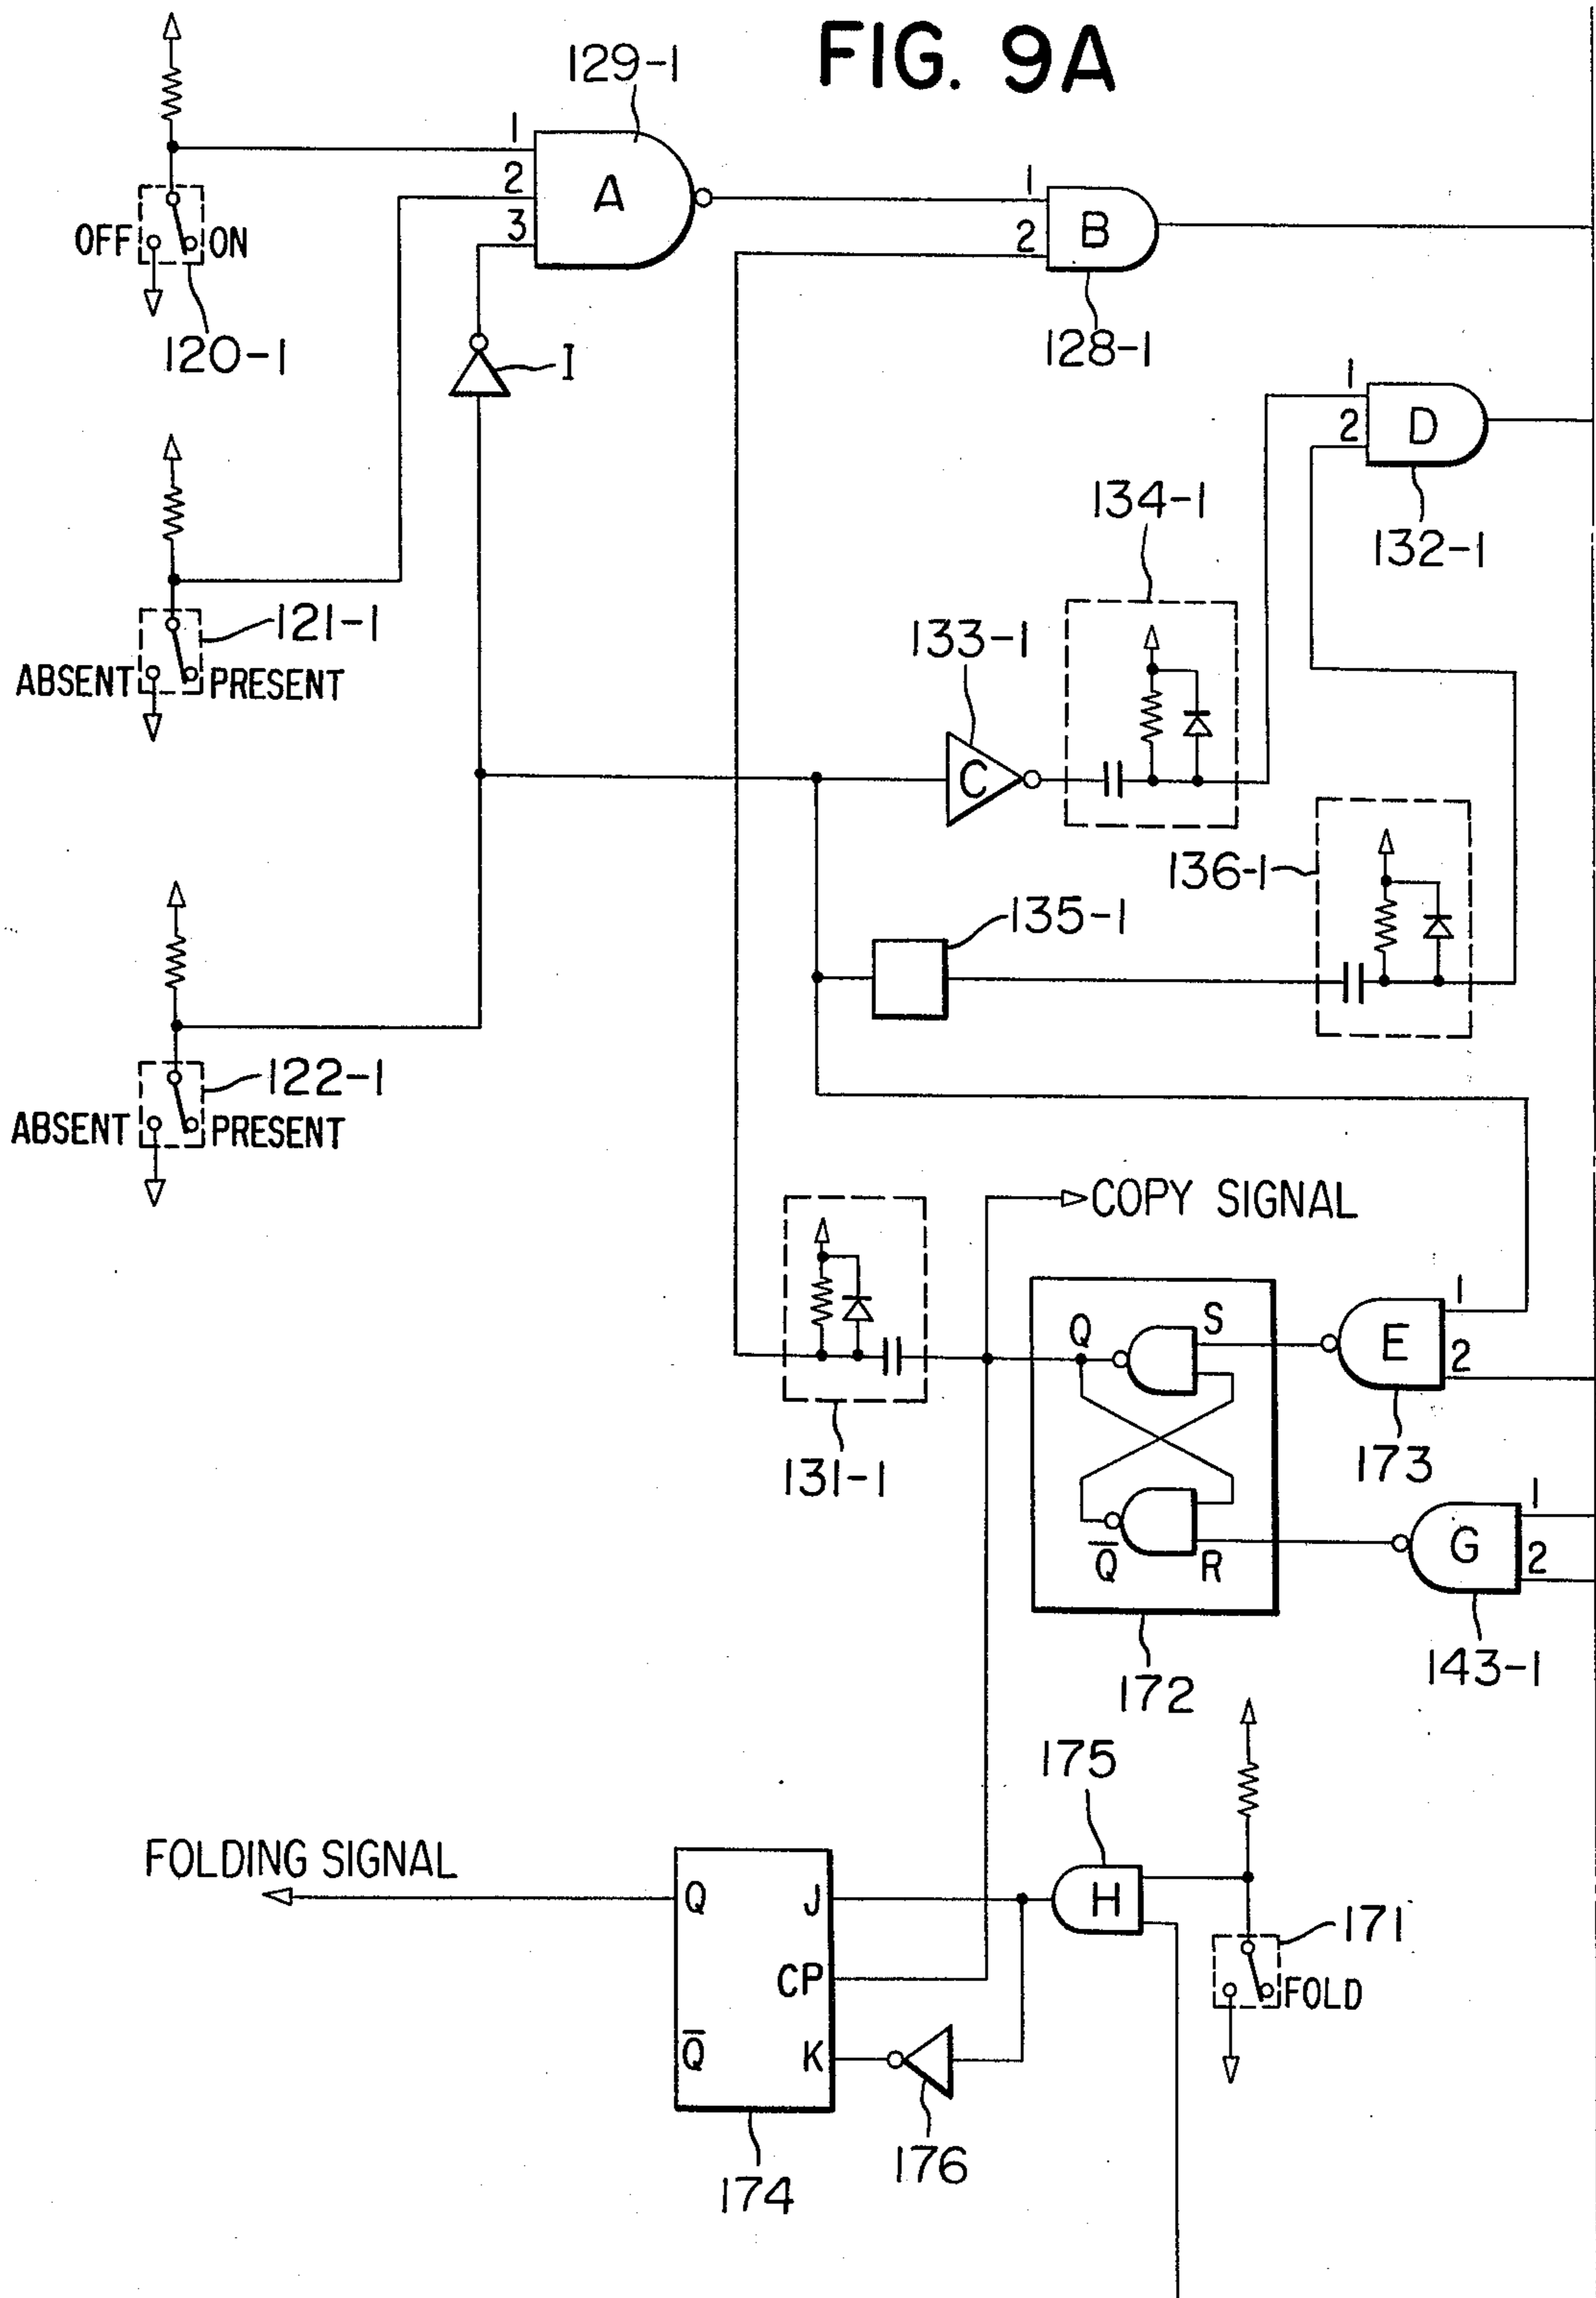 FIG. 9A
129-1
1
2
3
A
1
2
B
OFF
ON
120-1
128-1
I
1
2
D
134-1
132-1
121-1
ABSENT
PRESENT
133-1
C
136-1
135-1
122-1
ABSENT
PRESENT
COPY SIGNAL
1
Q
S
E
2
131-1
173
1
G
2
Q̅
R
143-1
172
175
FOLDING SIGNAL
Q
J
H
171
CP
FOLD
Q̅
K
176
174